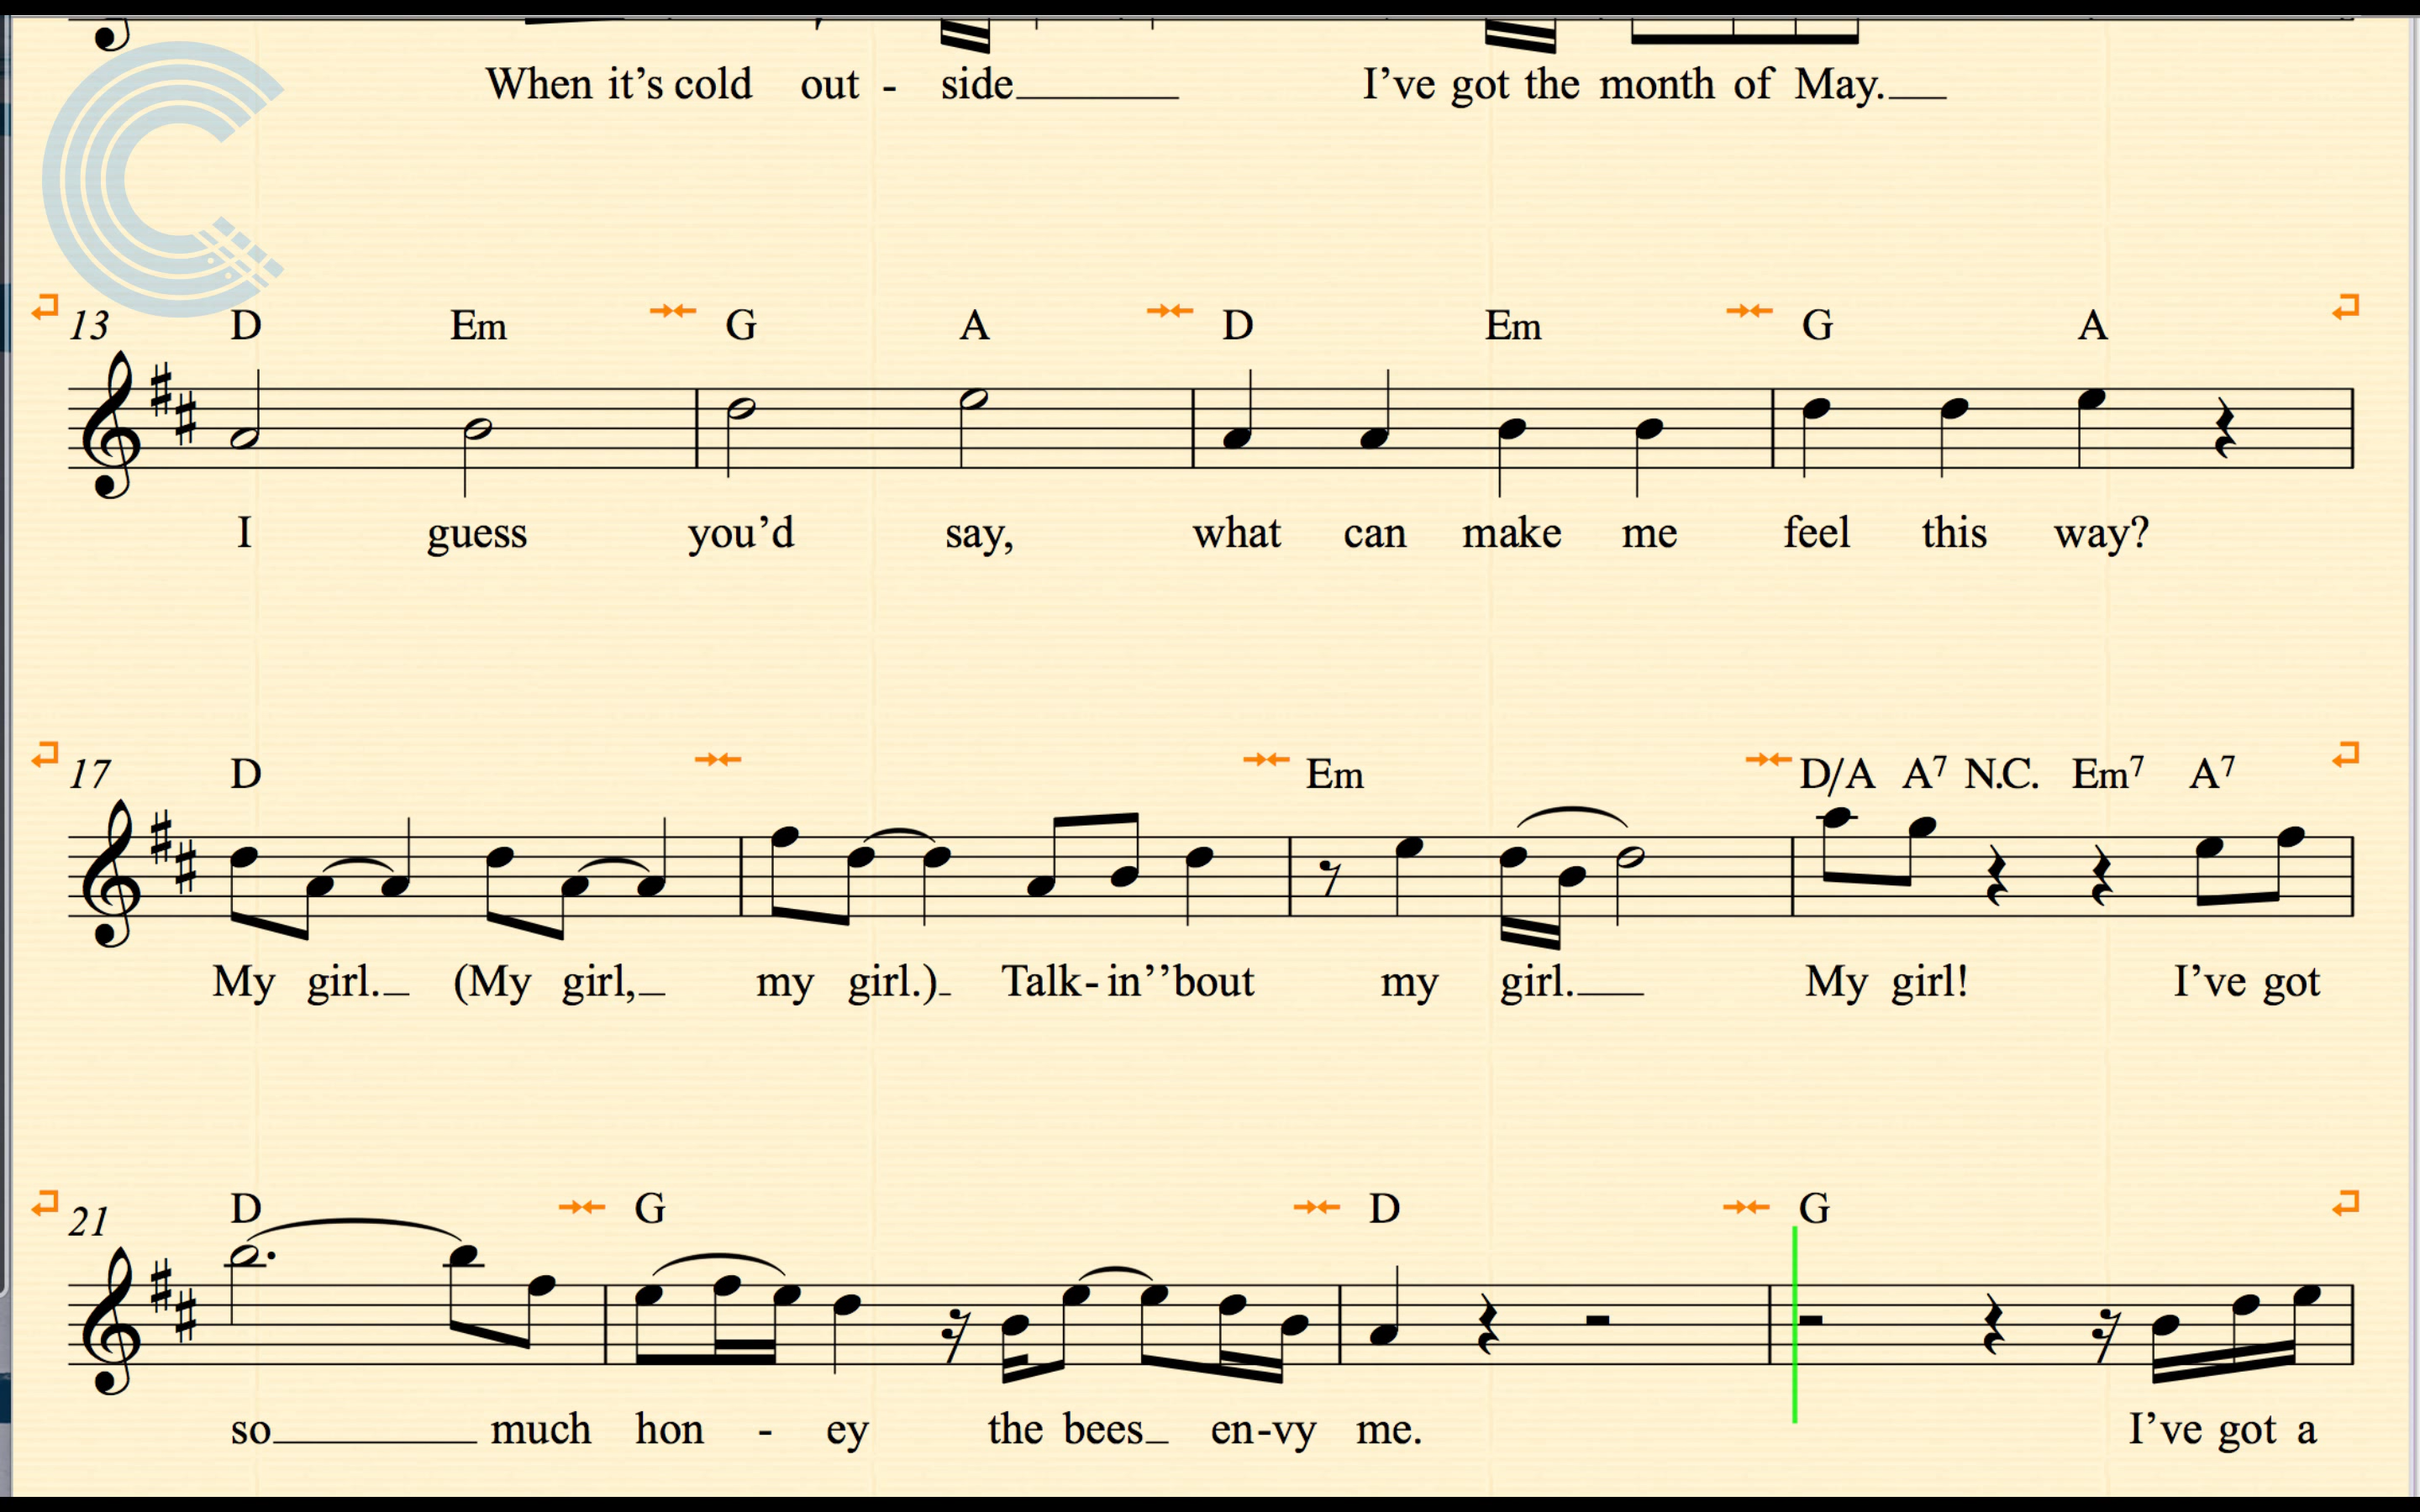 When it’s cold out - side I’ve got the month of May.
13 D Em G A D Em G A
I guess you’d say, what can make me feel this way?
17 D Em D/A A7 N.C. Em7 A7
My girl. (My girl, my girl.) Talk-in’’bout my girl. My girl! I’ve got
21 D G D G
so much hon - ey the bees en-vy me. I’ve got a